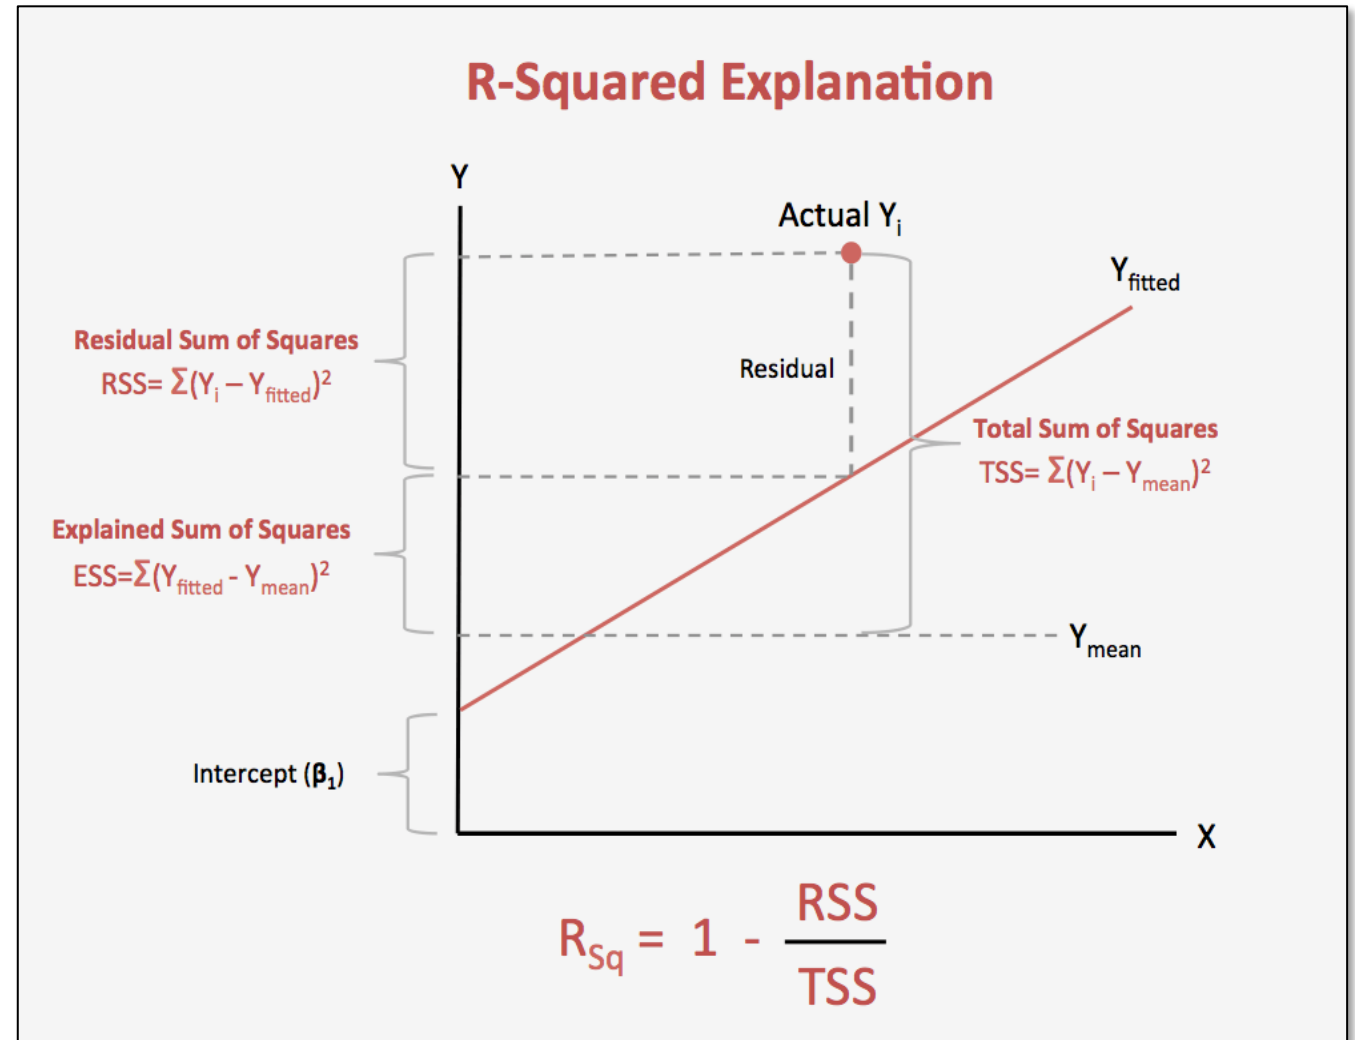 R-Squared Explanation
Y
Actual Yi
Yfitted
Residual Sum of Squares
RSS= Σ(Yi – Yfitted)2
Residual
Total Sum of Squares
TSS= Σ(Yi – Ymean)2
Explained Sum of Squares
ESS=Σ(Yfitted - Ymean)2
Ymean
Intercept (β1)
X
RSq = 1 - RSS
TSS